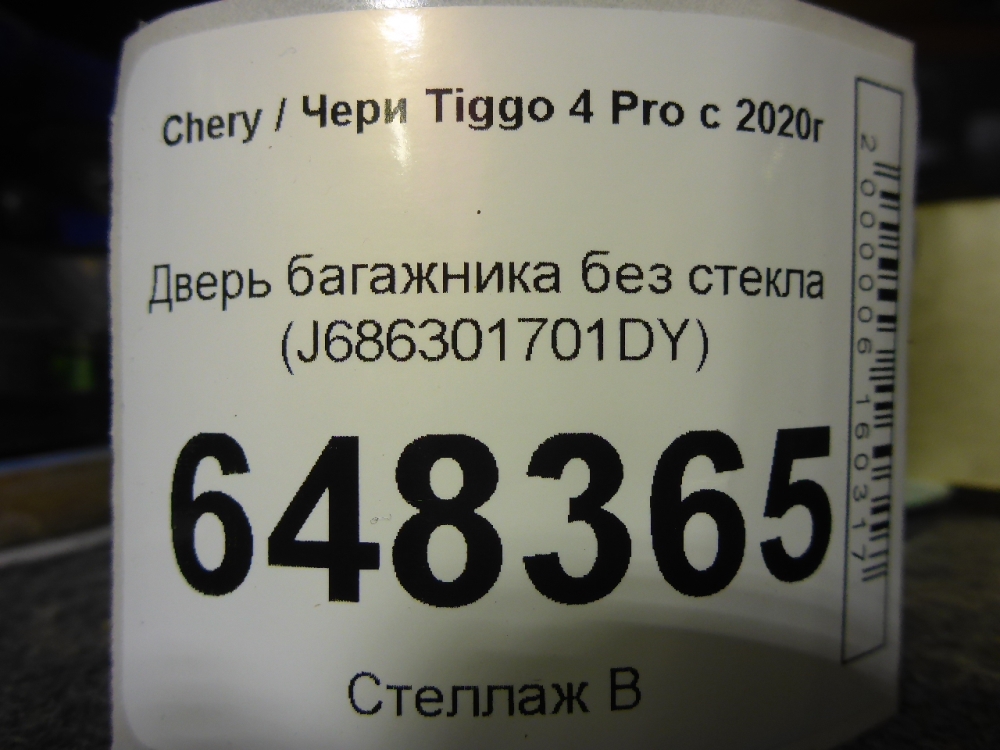 Chery / Чери Tiggo 4 Pro с 2020г
Дверь багажника без стекла
(J686301701DY)
648365
Стеллаж В
2000006160317